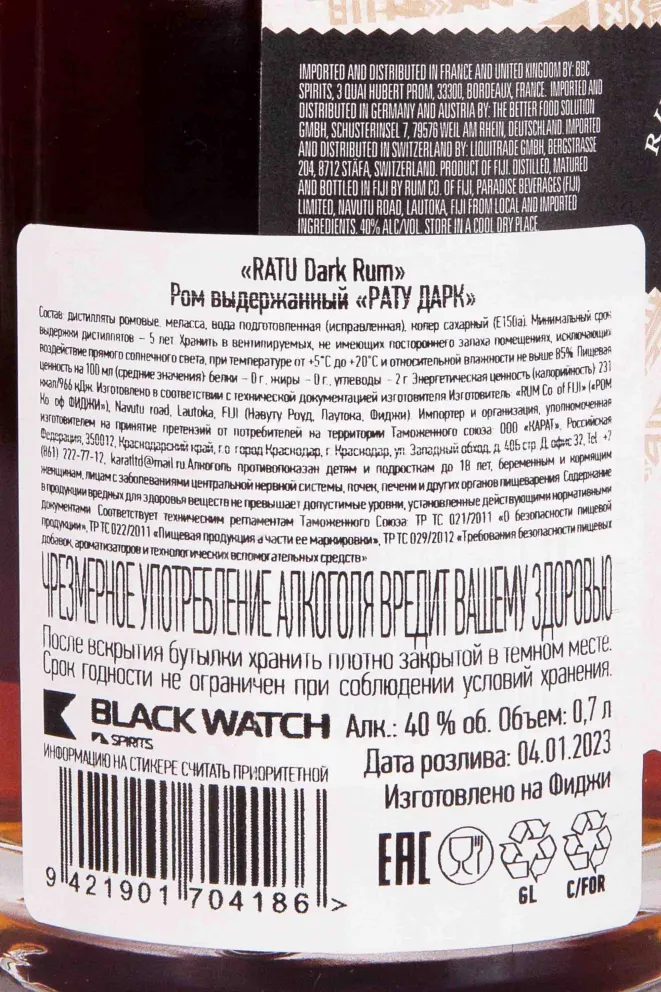 IMPORTED AND DISTRIBUTED IN FRANCE AND UNITED KINGDOM BY: BBC
SPIRITS, 3 QUAI HUBERT PROM, 33300, BORDEAUX, FRANCE. IMPORTED AND
DISTRIBUTED IN GERMANY AND AUSTRIA BY: THE BETTER FOOD SOLUTION
GMBH, SCHUSTERINSEL 7, 79576 WEIL AM RHEIN, DEUTSCHLAND. IMPORTED
AND DISTRIBUTED IN SWITZERLAND BY: LIQUITRADE GMBH, BERGSTRASSE
204, 8712 STÄFA, SWITZERLAND. PRODUCT OF FIJI. DISTILLED, MATURED
AND BOTTLED IN FIJI BY RUM CO. OF FIJI, PARADISE BEVERAGES (FIJI)
LIMITED, NAVUTU ROAD, LAUTOKA, FIJI FROM LOCAL AND IMPORTED
INGREDIENTS. 40% ALC/VOL. STORE IN A COOL DRY PLACE.
«RATU Dark Rum»
Ром выдержанный «РАТУ ДАРК»
Состав: дистилляты ромовые, меласса, вода подготовленная (исправленная), колер сахарный (Е150а). Минимальный срок
выдержки дистиллятов – 5 лет. Хранить в вентилируемых, не имеющих постороннего запаха помещениях, исключающих
воздействие прямого солнечного света, при температуре от +5°С до +20°С и относительной влажности не выше 85%. Пищевая
ценность на 100 мл (средние значения): белки – 0 г, жиры – 0 г., углеводы – 2 г. Энергетическая ценность (калорийность): 231
ккал/966 кДж. Изготовлено в соответствии с технической документацией изготовителя. Изготовитель: «RUM Co of FIJI» («РОМ
Ко оф ФИДЖИ»), Navutu road, Lautoka, FIJI (Навуту Роуд, Лаутока, Фиджи). Импортер и организация, уполномоченная
изготовителем на принятие претензий от потребителей на территории Таможенного союза: ООО «КАРАТ», Российская
Федерация, 350012, Краснодарский край, г.о. город Краснодар, г. Краснодар, ул. Западный обход, д. 40Б стр. Д, офис 32, Tel.: +7
(861) 227-77-12, karatltd@mail.ru.Алкоголь противопоказан детям и подросткам до 18 лет, беременным и кормящим
женщинам, лицам с заболеваниями центральной нервной системы, почек, печени и других органов пищеварения. Содержание
в продукции вредных для здоровья веществ не превышает допустимые уровни, установленные действующими нормативными
документами. Соответствует техническим регламентам Таможенного Союза: ТР ТС 021/2011 «О безопасности пищевой
продукции», ТР ТС 022/2011 «Пищевая продукция в части ее маркировки», ТР ТС 029/2012 «Требования безопасности пищевых
добавок, ароматизаторов и технологических вспомогательных средств»
ЧРЕЗМЕРНОЕ УПОТРЕБЛЕНИЕ АЛКОГОЛЯ ВРЕДИТ ВАШЕМУ ЗДОРОВЬЮ
После вскрытия бутылки хранить плотно закрытой в темном месте.
Срок годности не ограничен при соблюдении условий хранения.
BLACK WATCH
SPIRITS
Алк.: 40 % об. Объем: 0,7 л
Дата розлива: 04.01.2023
Изготовлено на Фиджи
ИНФОРМАЦИЮ НА СТИКЕРЕ СЧИТАТЬ ПРИОРИТЕТНОЙ
9 421901 704186 >
ЕАС
GL
C/FOR